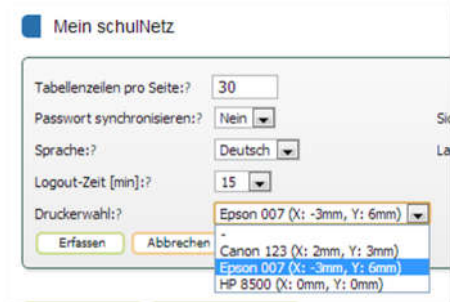 Mein schulNetz
Tabellenzeilen pro Seite:? 30
Passwort synchronisieren:? Nein
Sprache:? Deutsch
Logout-Zeit [min]:? 15
Druckerwahl:? Epson 007 (X: -3mm, Y: 6mm)
-
Erfassen Abbrechen
Canon 123 (X: 2mm, Y: 3mm)
Epson 007 (X: -3mm, Y: 6mm)
HP 8500 (X: 0mm, Y: 0mm)